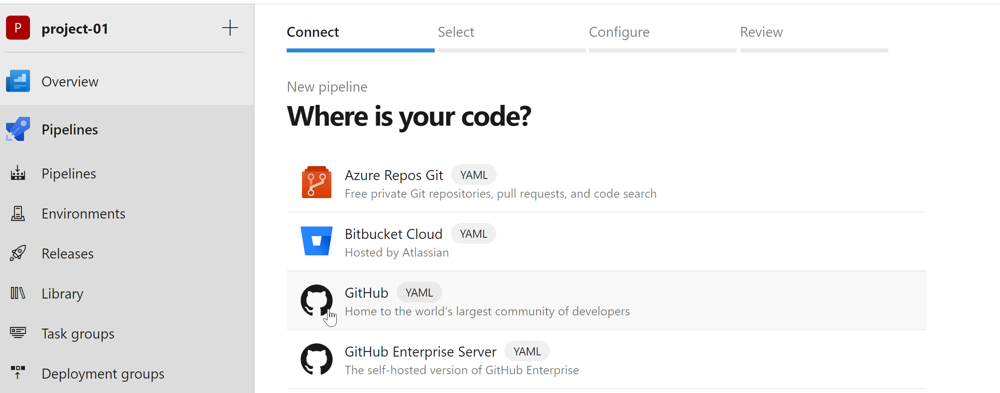 P
project-01
Overview
Pipelines
Pipelines
Environments
Releases
Library
Task groups
Deployment groups
Connect
Select
Configure
Review
New pipeline
Where is your code?
Azure Repos Git YAML
Free private Git repositories, pull requests, and code search
Bitbucket Cloud YAML
Hosted by Atlassian
GitHub YAML
Home to the world’s largest community of developers
GitHub Enterprise Server YAML
The self-hosted version of GitHub Enterprise